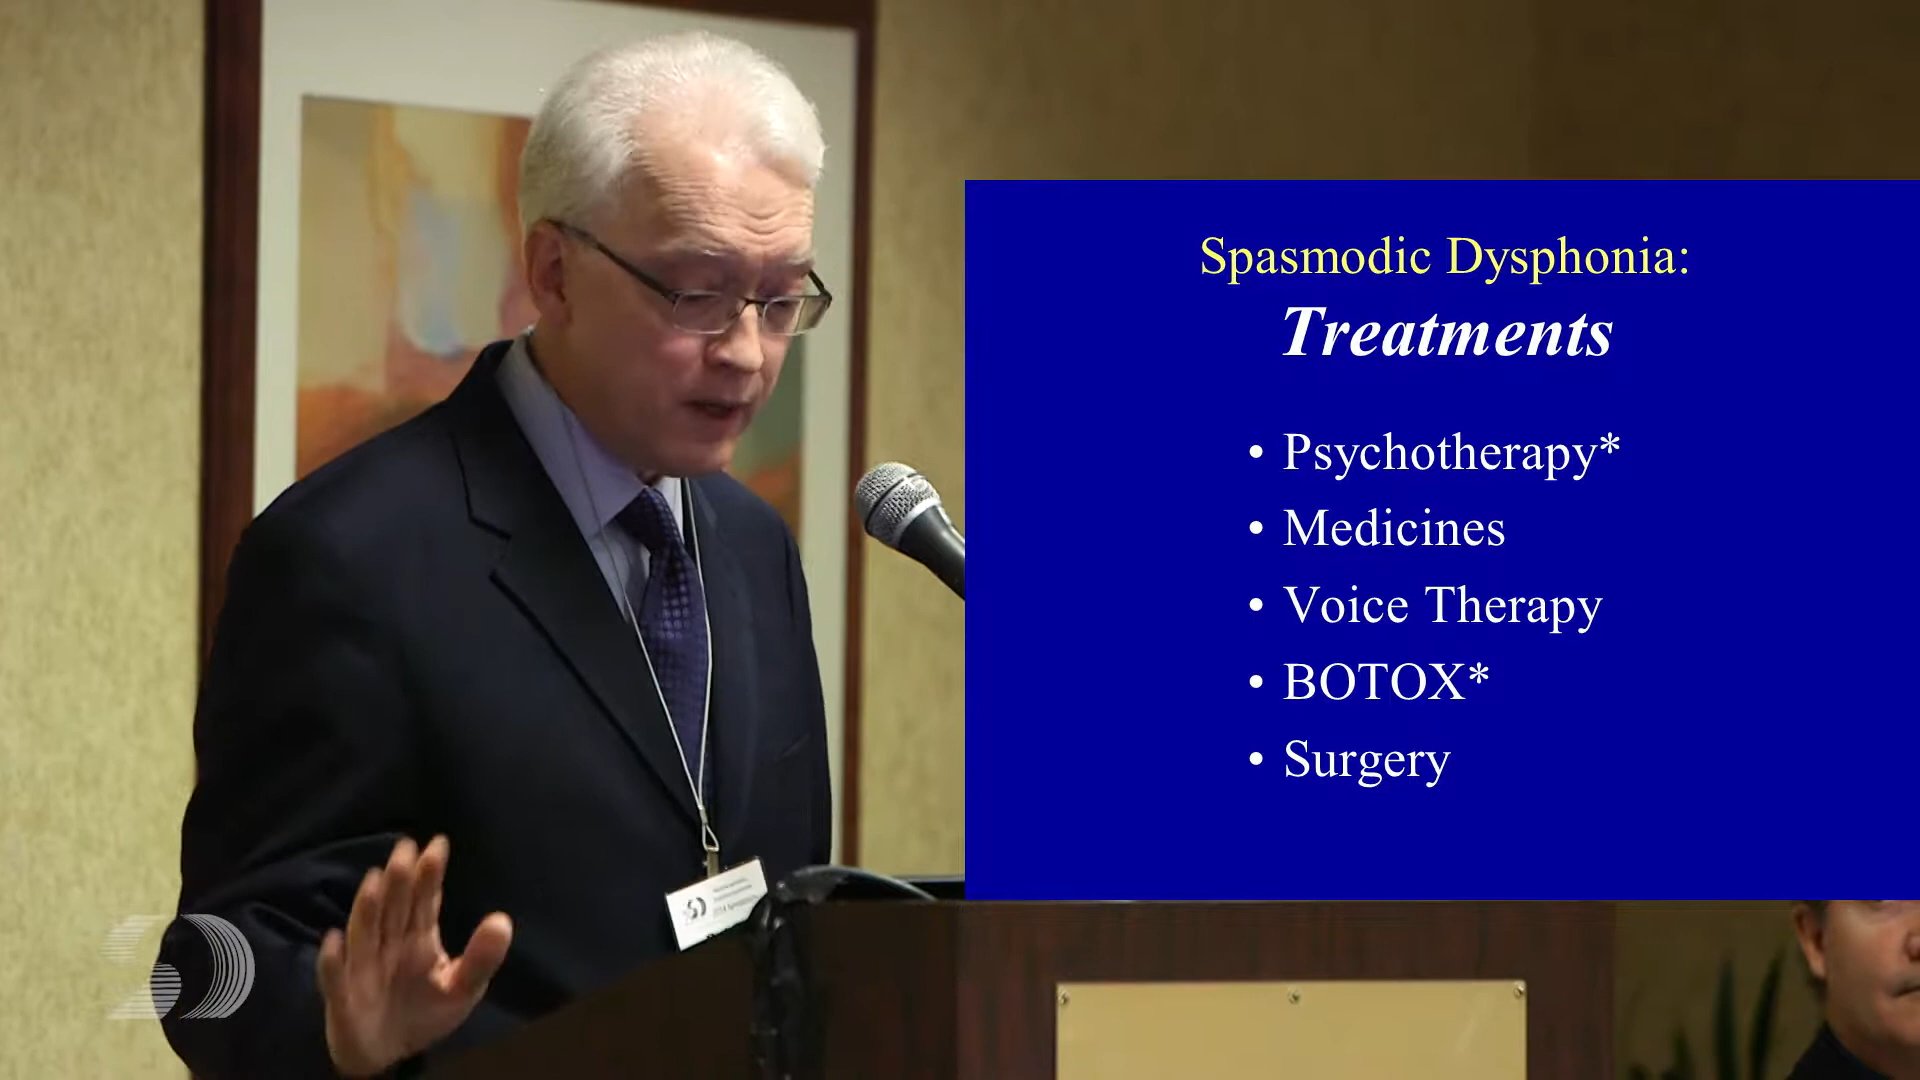 Spasmodic Dysphonia:
Treatments
• Psychotherapy*
• Medicines
• Voice Therapy
• BOTOX*
• Surgery